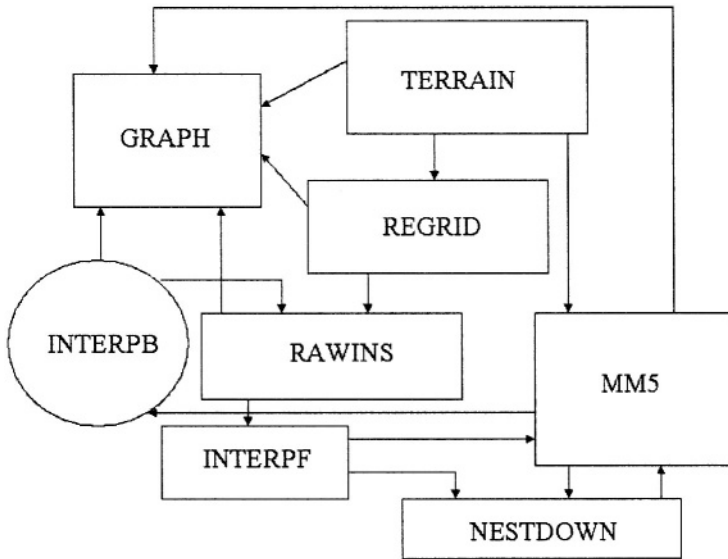 TERRAIN
GRAPH
REGRID
INTERPB
RAWINS
MM5
INTERPF
NESTDOWN